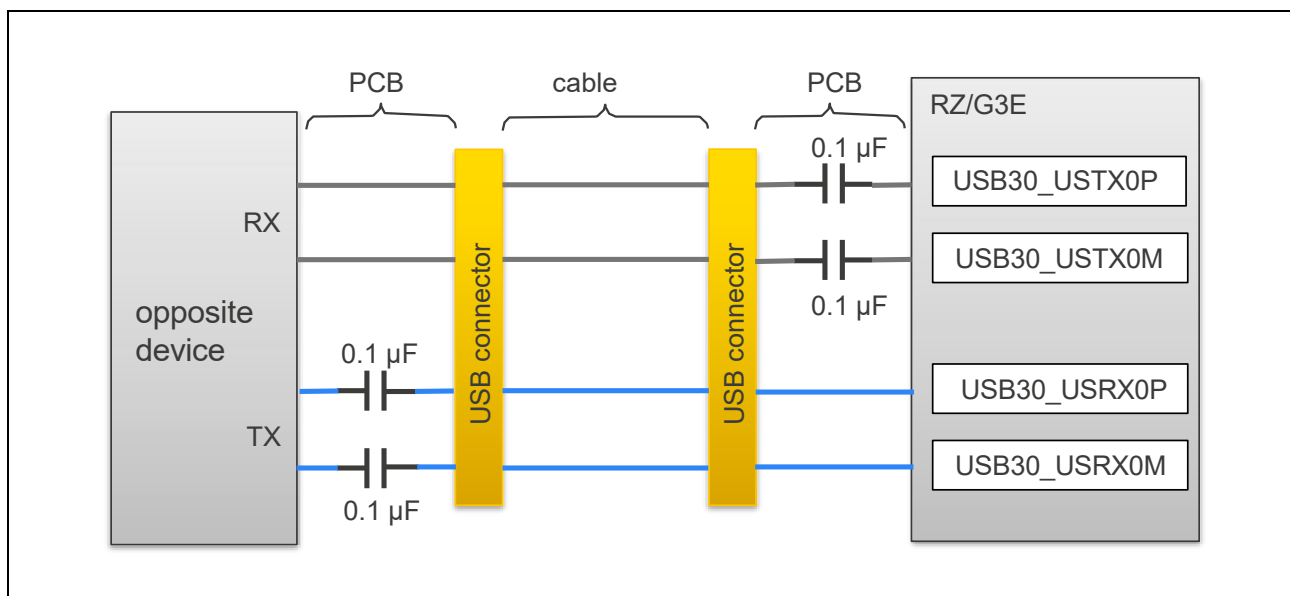 PCB
cable
PCB
RZ/G3E
0.1 µF
USB30_USTX0P
RX
USB30_USTX0M
0.1 µF
opposite
device
USB connector
USB connector
0.1 µF
USB30_USRX0P
TX
USB30_USRX0M
0.1 µF